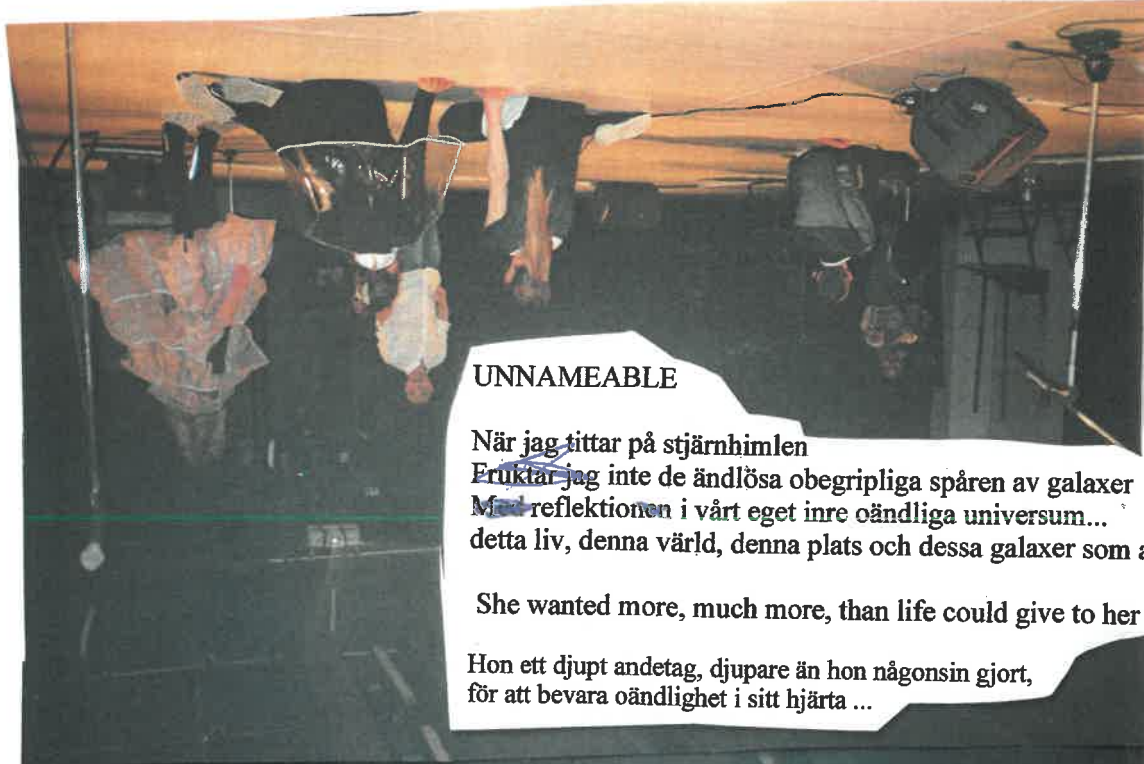 UNNAMEABLE
När jag tittar på stjärnhimlen
Fruktar jag inte de ändlösa obegripliga spåren av galaxer
Med reflektionen i vårt eget inre oändliga universum...
detta liv, denna värld, denna plats och dessa galaxer som
She wanted more, much more, than life could give to her
Hon ett djupt andetag, djupare än hon någonsin gjort,
för att bevara oändlighet i sitt hjärta ...